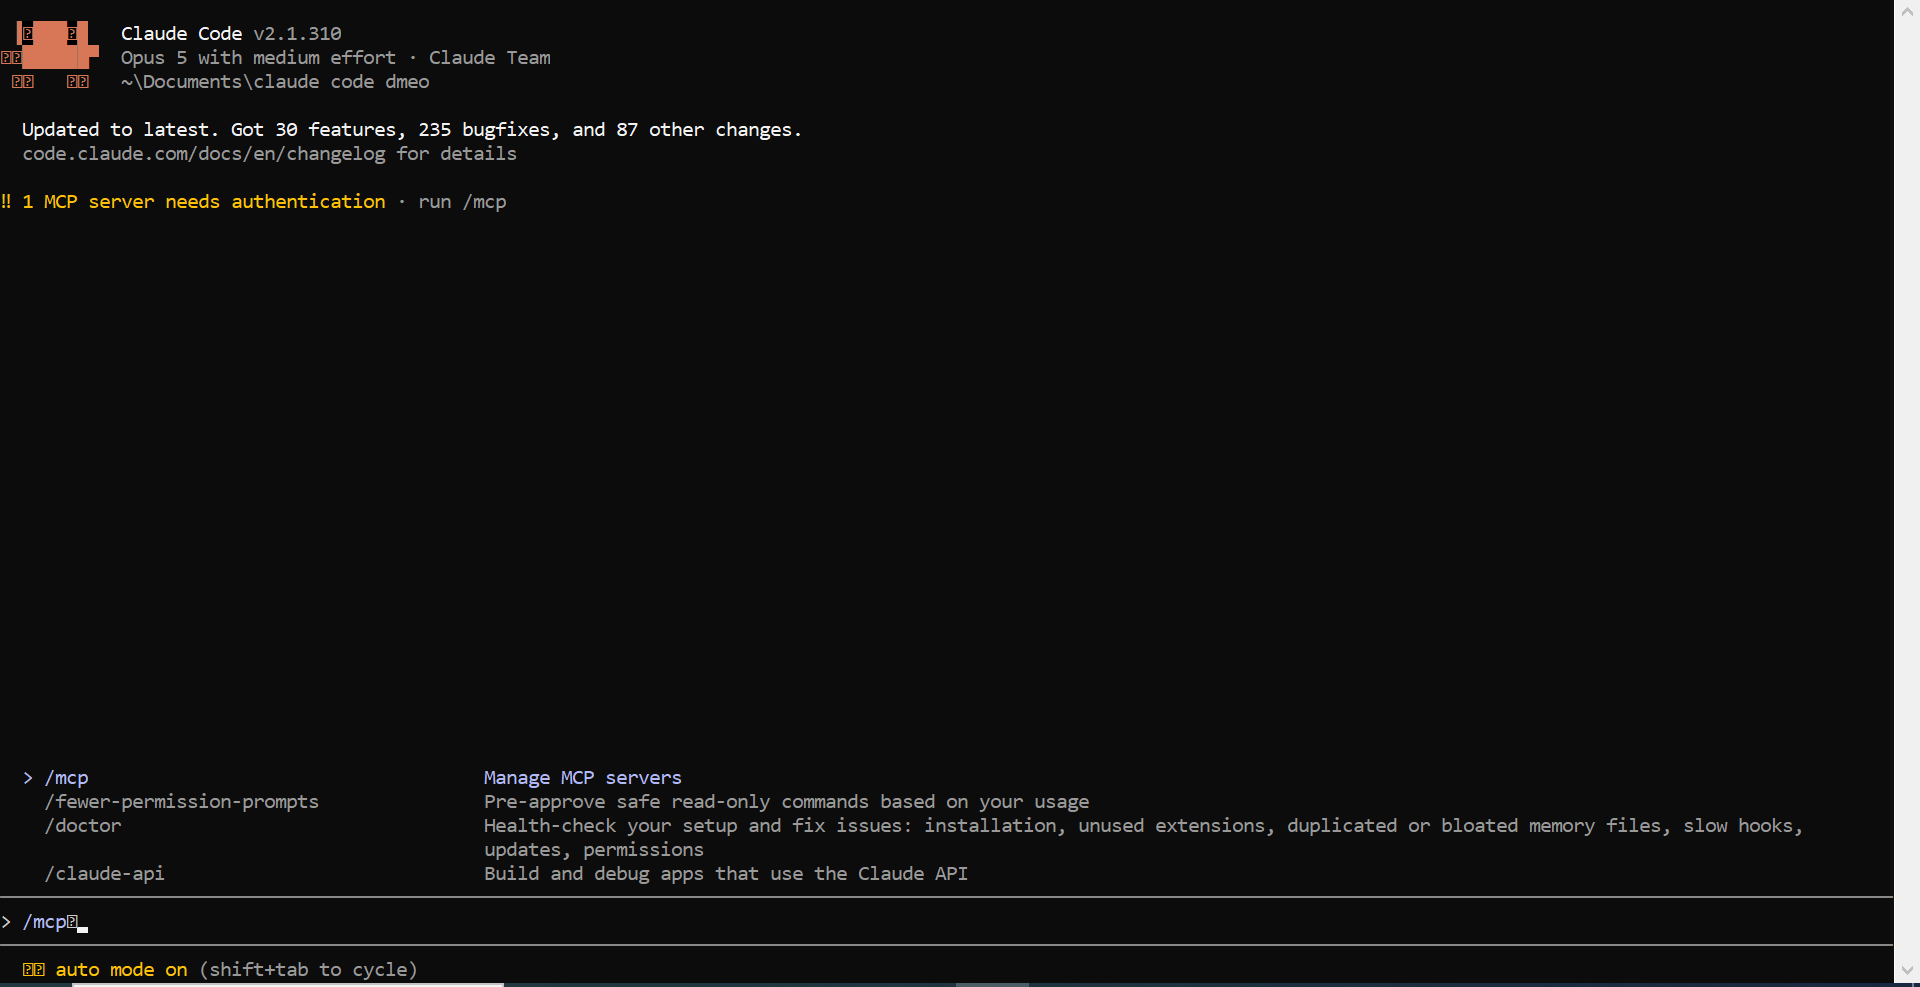 Claude Code v2.1.310
Opus 5 with medium effort · Claude Team
~\Documents\claude code dmeo
Updated to latest. Got 30 features, 235 bugfixes, and 87 other changes.
code.claude.com/docs/en/changelog for details
‼ 1 MCP server needs authentication · run /mcp
> /mcp Manage MCP servers
/fewer-permission-prompts Pre-approve safe read-only commands based on your usage
/doctor Health-check your setup and fix issues: installation, unused extensions, duplicated or bloated memory files, slow hooks,
updates, permissions
/claude-api Build and debug apps that use the Claude API
> /mcp
auto mode on (shift+tab to cycle)